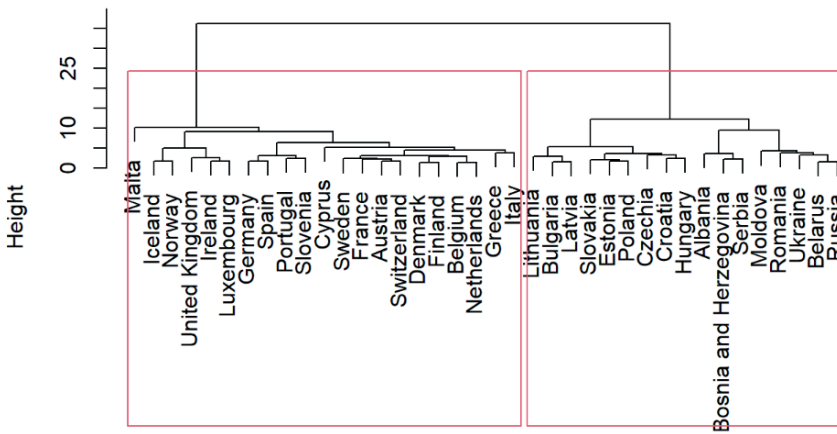 Height
25
10
0
Malta
Iceland
Norway
United Kingdom
Ireland
Luxembourg
Germany
Spain
Portugal
Slovenia
Cyprus
Sweden
France
Austria
Switzerland
Denmark
Finland
Belgium
Netherlands
Greece
Italy
Lithuania
Bulgaria
Latvia
Slovakia
Estonia
Poland
Czechia
Croatia
Hungary
Albania
Bosnia and Herzegovina
Serbia
Moldova
Romania
Ukraine
Belarus
Russia